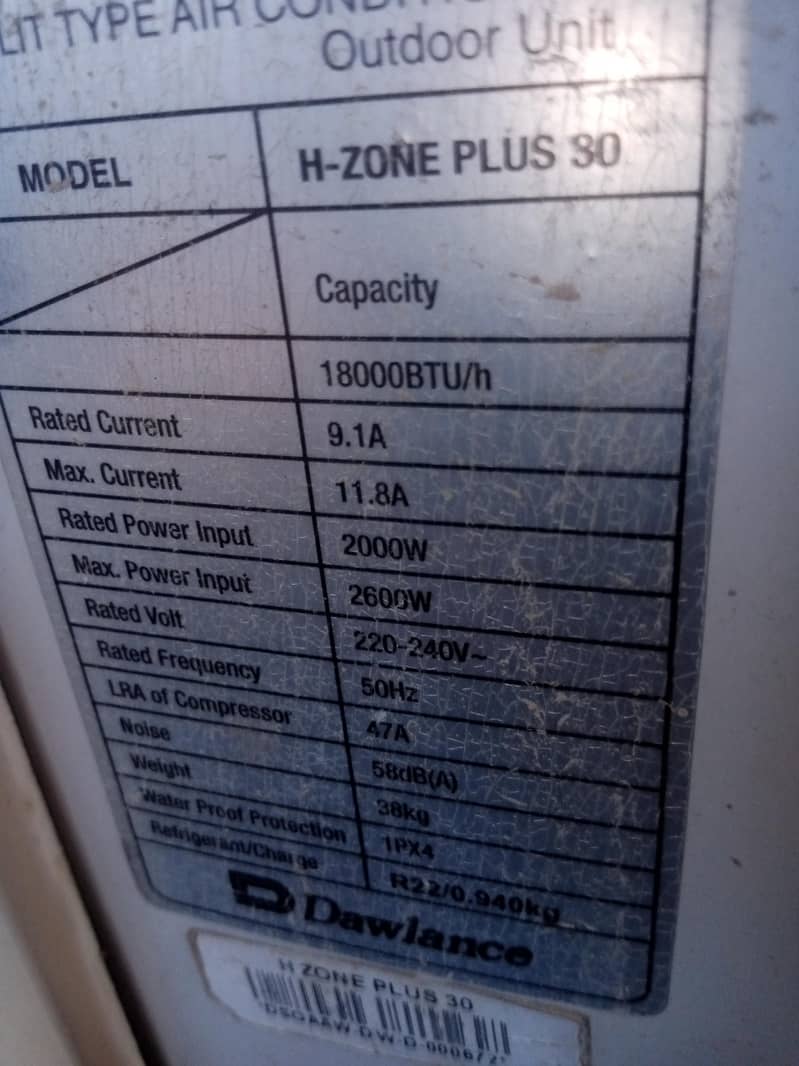 LIT TYPE AIR CONDIT
Outdoor Unit
MODEL H-ZONE PLUS 30
Capacity
18000BTU/h
Rated Current 9.1A
Max. Current 11.8A
Rated Power Input 2000W
Max. Power Input 2600W
Rated Volt 220-240V~
Rated Frequency 50Hz
LRA of Compressor 47A
Noise 58dB(A)
Weight 38kg
Water Proof Protection IPX4
Refrigerant/Charge R22/0.940kg
Dawlance
H ZONE PLUS 30